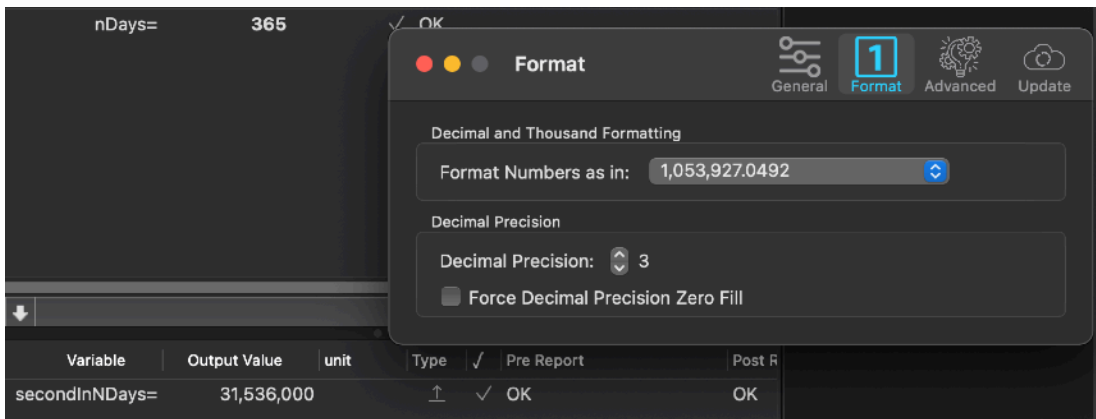 nDays= 365 OK
Format
General Format Advanced Update
Decimal and Thousand Formatting
Format Numbers as in: 1,053,927.0492
Decimal Precision
Decimal Precision: 3
Force Decimal Precision Zero Fill
Variable Output Value unit Type √ Pre Report Post R
secondInNDays= 31,536,000 OK OK